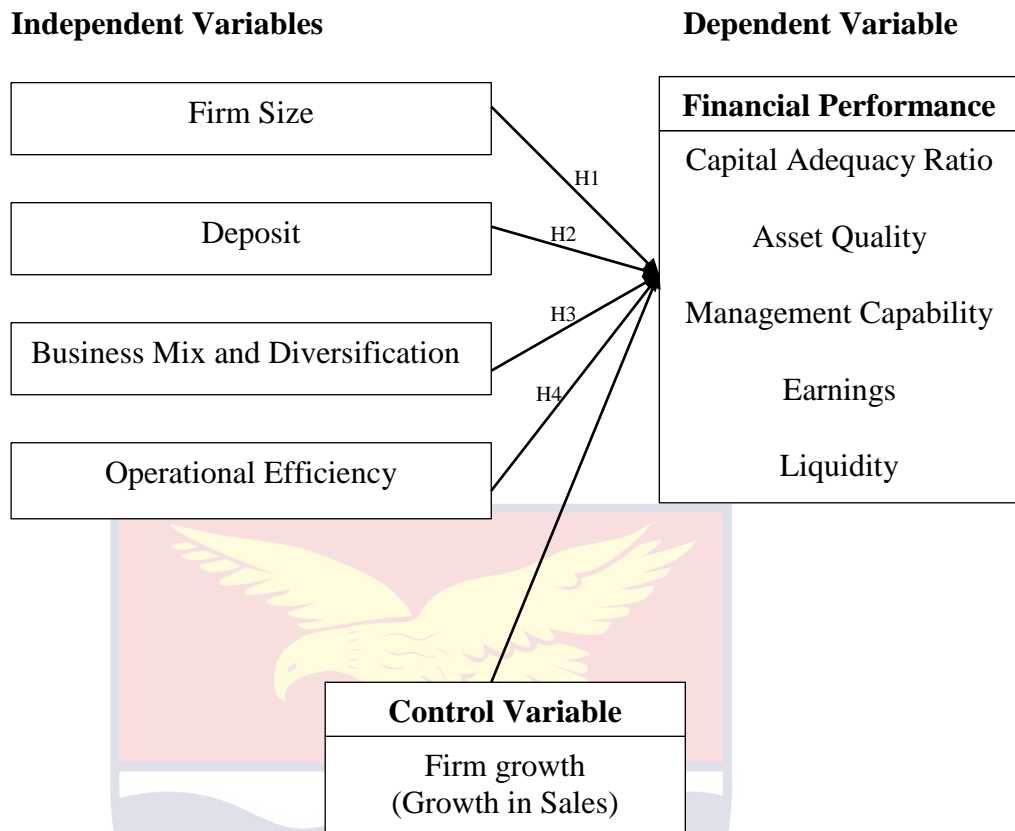 Independent Variables
Dependent Variable
Firm Size
Deposit
Business Mix and Diversification
Operational Efficiency
H1
H2
H3
H4
Financial Performance
Capital Adequacy Ratio
Asset Quality
Management Capability
Earnings
Liquidity
Control Variable
Firm growth
(Growth in Sales)